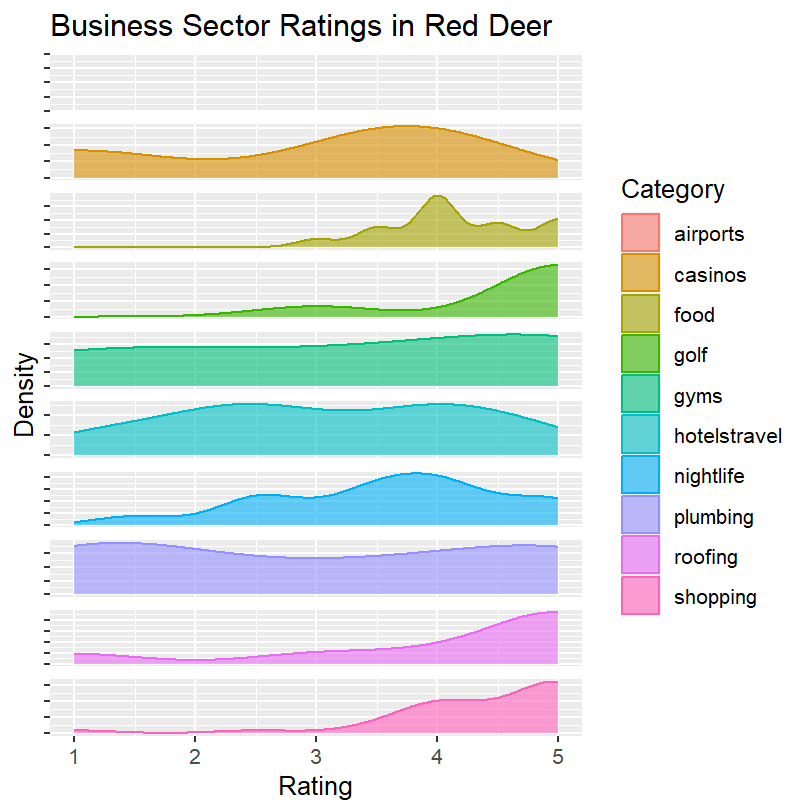 Business Sector Ratings in Red Deer
Density
1 2 3 4 5
Rating
Category
airports
casinos
food
golf
gyms
hotelstravel
nightlife
plumbing
roofing
shopping